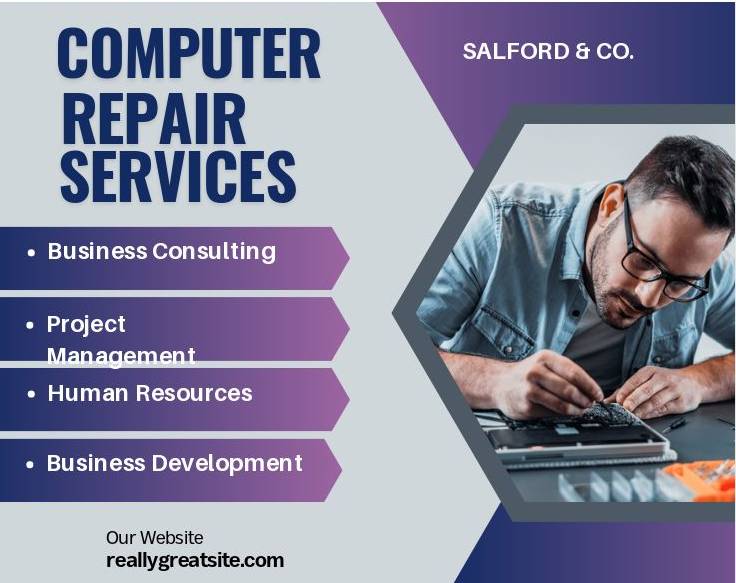 COMPUTER
REPAIR
SERVICES
SALFORD & CO.
• Business Consulting
• Project
Management
• Human Resources
• Business Development
Our Website
reallygreatsite.com